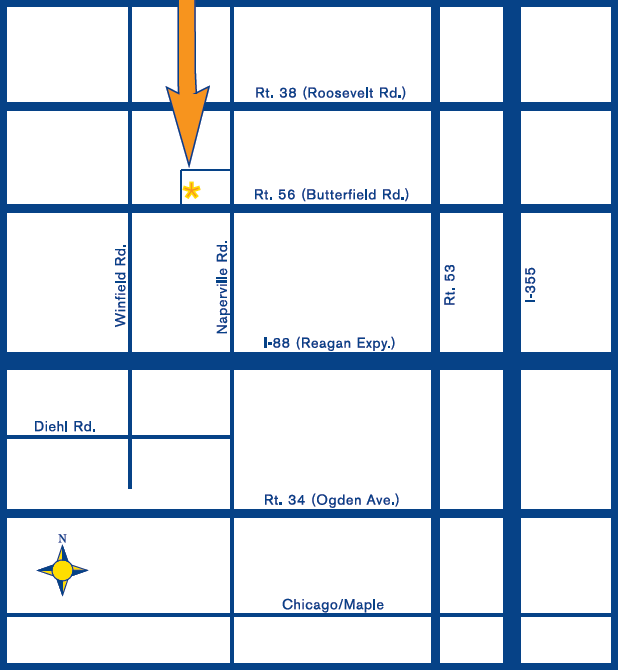 Rt. 38 (Roosevelt Rd.)
Rt. 56 (Butterfield Rd.)
Winfield Rd.
Naperville Rd.
Rt. 53
I-355
I-88 (Reagan Expy.)
Diehl Rd.
Rt. 34 (Ogden Ave.)
N
Chicago/Maple